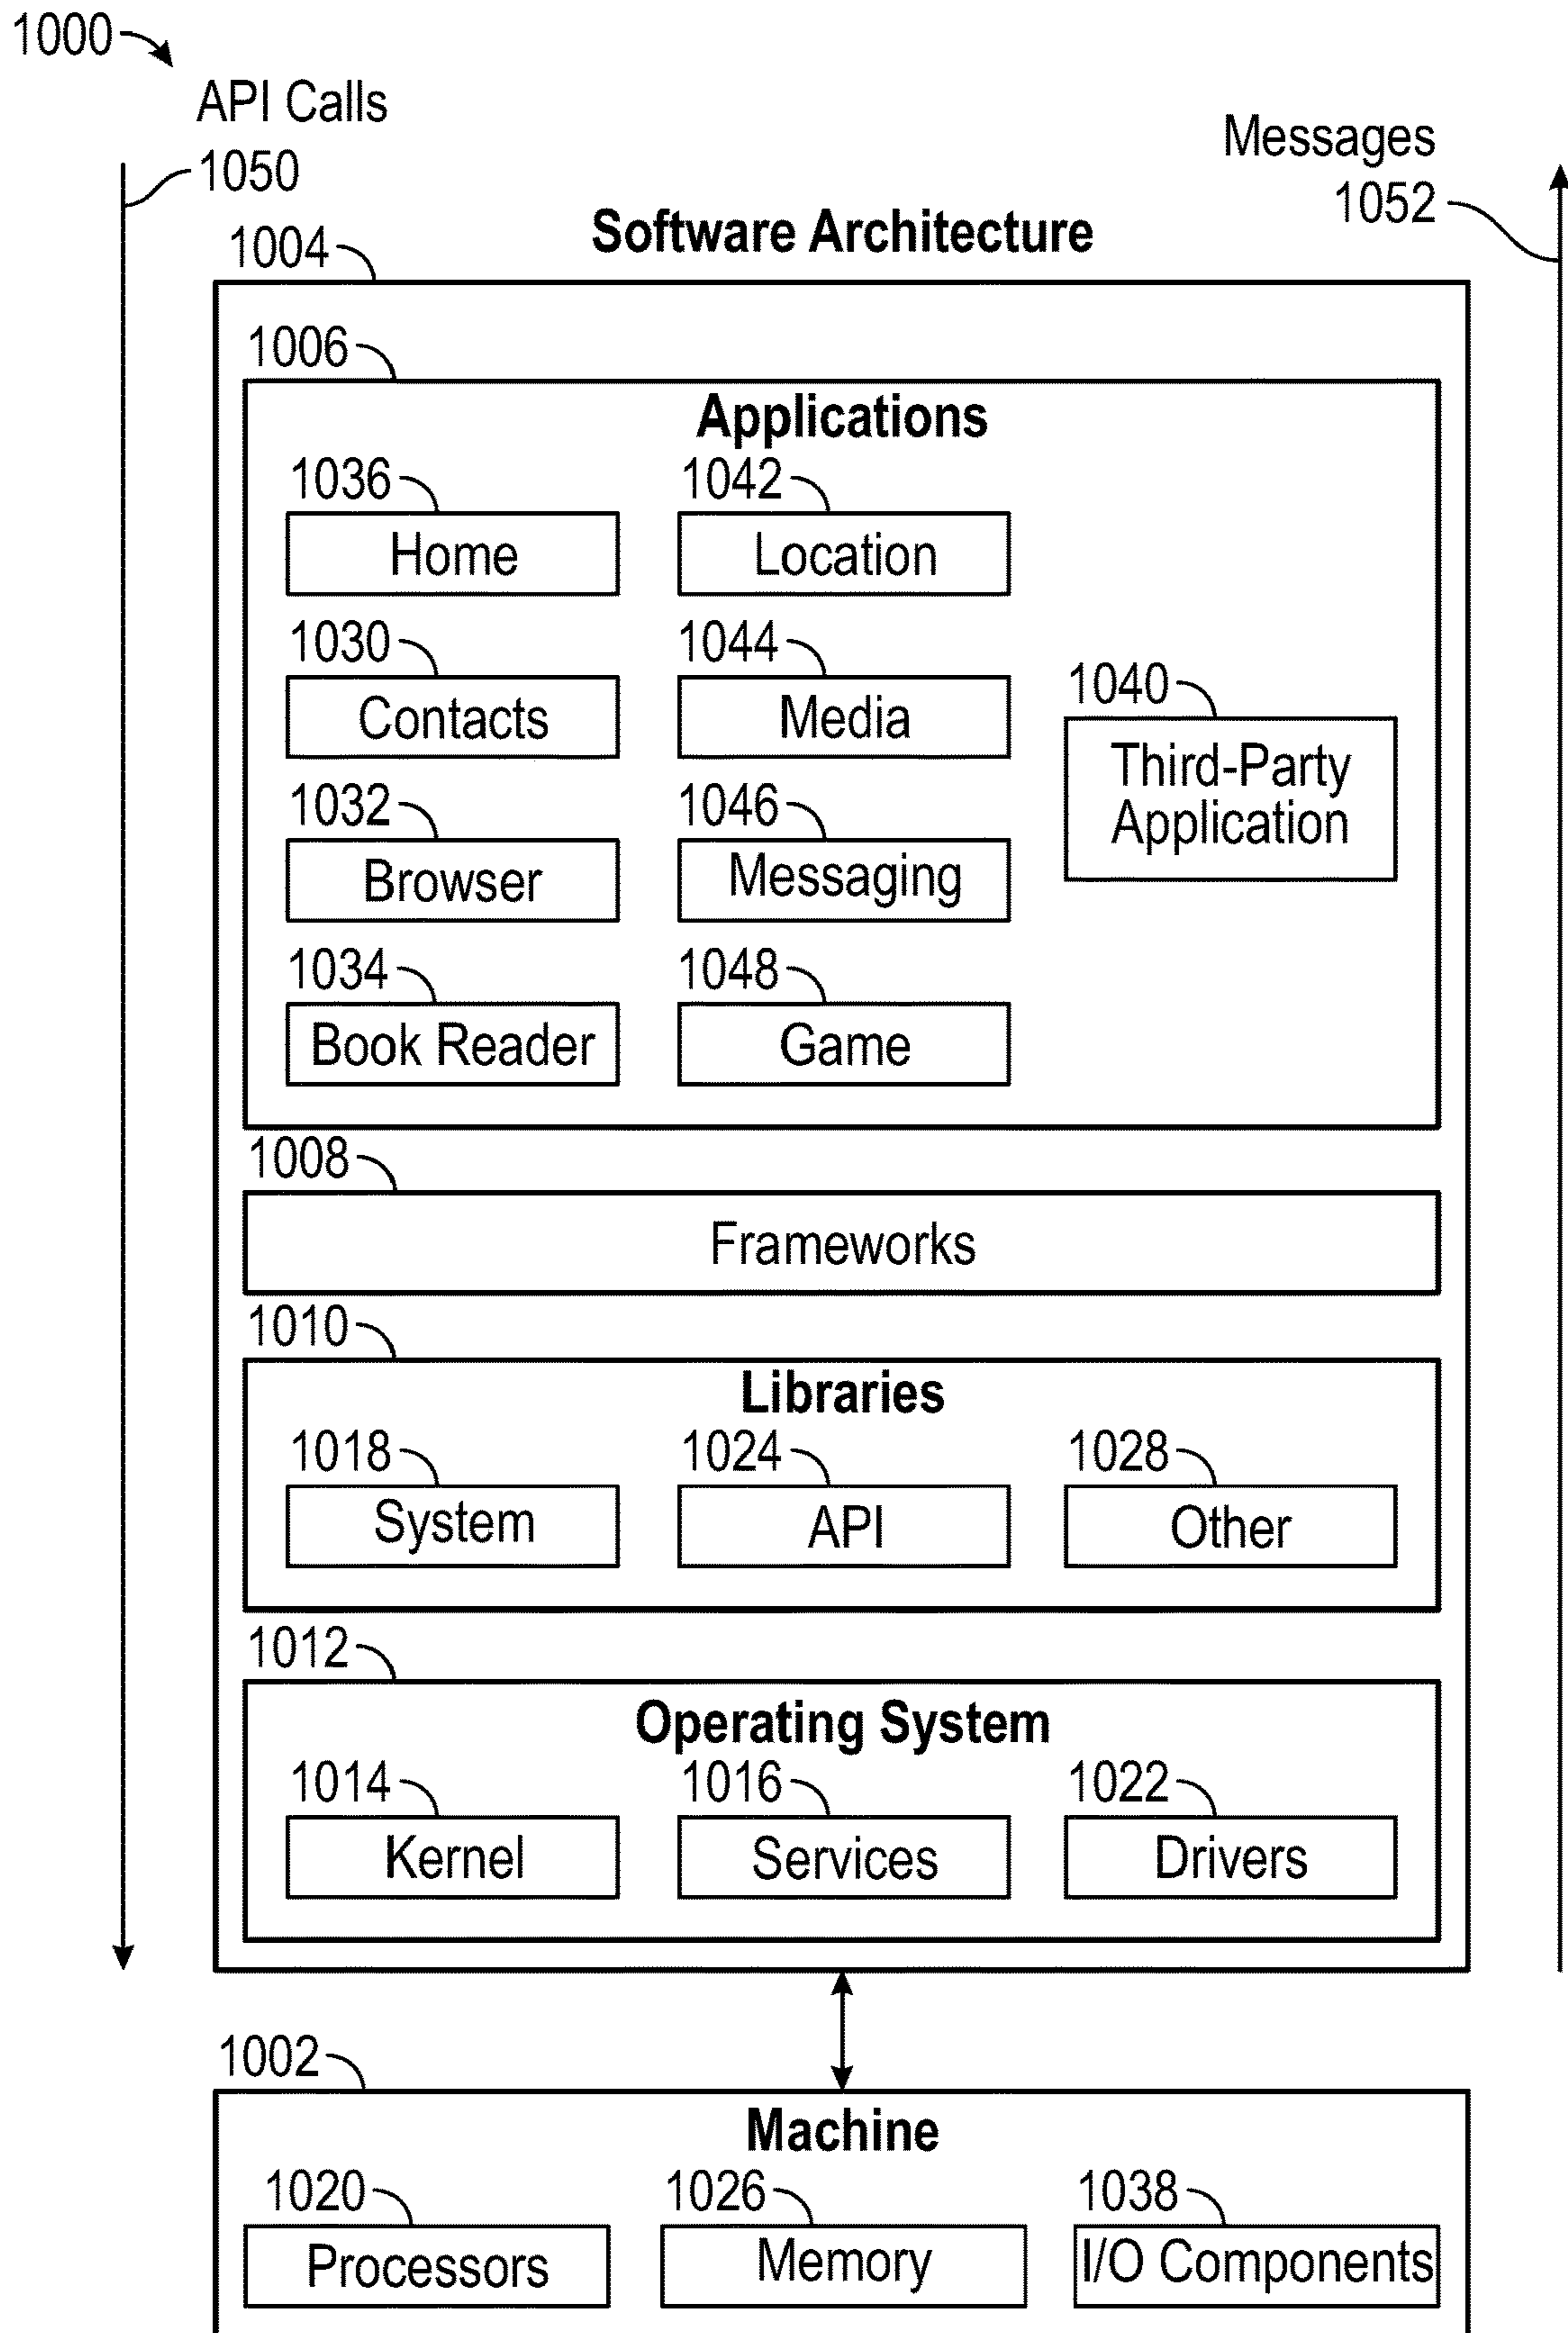 1000
API Calls
1050
Messages
1052
Software Architecture
1004
1006
Applications
1036 1042
Home Location
1030 1044
Contacts Media
1040
Third-Party
Application
1032 1046
Browser Messaging
1034 1048
Book Reader Game
1008
Frameworks
1010
Libraries
1018 1024 1028
System API Other
1012
Operating System
1014 1016 1022
Kernel Services Drivers
1002
Machine
1020 1026 1038
Processors Memory I/O Components